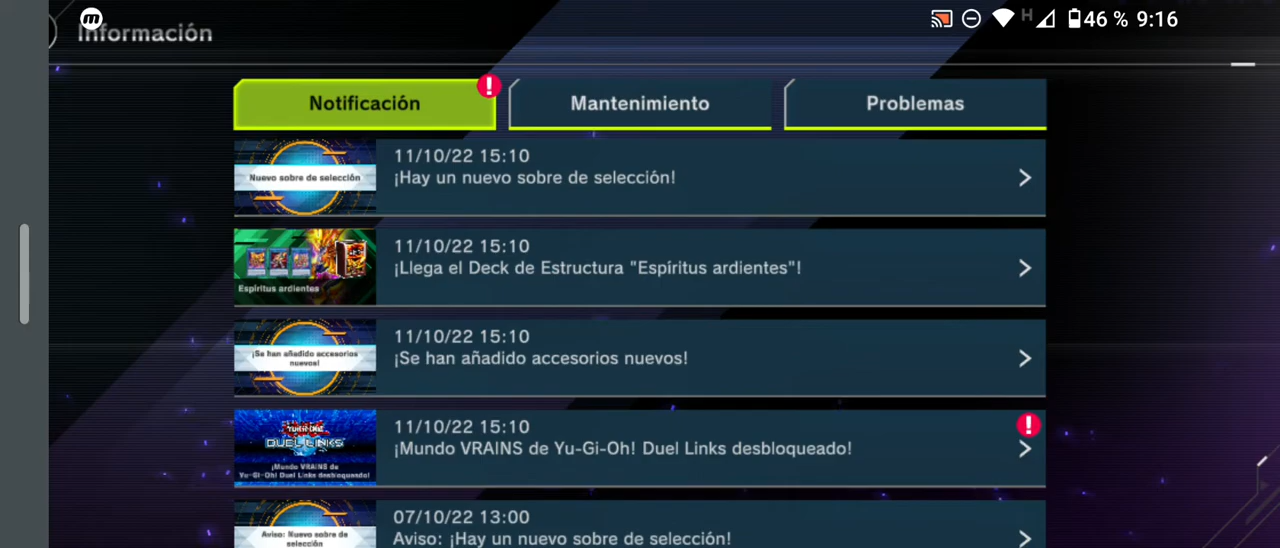 m
Información
H
46 % 9:16
Notificación
!
Mantenimiento
Problemas
Nuevo sobre de selección
11/10/22 15:10
¡Hay un nuevo sobre de selección!
Espíritus ardientes
11/10/22 15:10
¡Llega el Deck de Estructura "Espíritus ardientes"!
¡Se han añadido accesorios
nuevos!
11/10/22 15:10
¡Se han añadido accesorios nuevos!
YU-GI-OH!
DUEL LINKS
¡Mundo VRAINS de
Yu-Gi-Oh! Duel Links desbloqueado!
11/10/22 15:10
¡Mundo VRAINS de Yu-Gi-Oh! Duel Links desbloqueado!
!
Aviso: Nuevo sobre de
selección
07/10/22 13:00
Aviso: ¡Hay un nuevo sobre de selección!